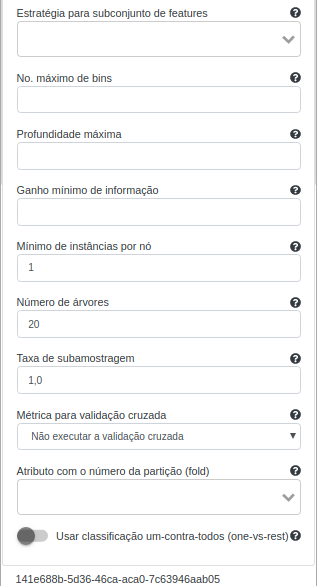 Estratégia para subconjunto de features
No. máximo de bins
Profundidade máxima
Ganho mínimo de informação
Mínimo de instâncias por nó
1
Número de árvores
20
Taxa de subamostragem
1,0
Métrica para validação cruzada
Não executar a validação cruzada
Atributo com o número da partição (fold)
Usar classificação um-contra-todos (one-vs-rest)
141e688b-5d36-46ca-aca0-7c63946aab05